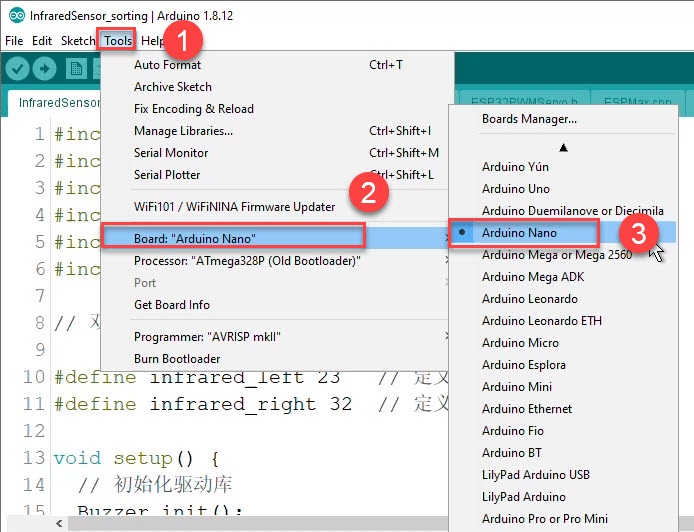 InfraredSensor_sorting | Arduino 1.8.12
File Edit Sketch Tools Help
1
Auto Format Ctrl+T
Archive Sketch
Fix Encoding & Reload
Manage Libraries... Ctrl+Shift+I
Serial Monitor Ctrl+Shift+M
Serial Plotter Ctrl+Shift+L
WiFi101 / WiFiNINA Firmware Updater
2
Board: "Arduino Nano"
Processor: "ATmega328P (Old Bootloader)"
Port
Get Board Info
Programmer: "AVRISP mkII"
Burn Bootloader
ESP32PWMServo.h ESPMax.cpp
Boards Manager...
Arduino Yún
Arduino Uno
Arduino Duemilanove or Diecimila
Arduino Nano
3
Arduino Mega or Mega 2560
Arduino Mega ADK
Arduino Leonardo
Arduino Leonardo ETH
Arduino Micro
Arduino Esplora
Arduino Mini
Arduino Ethernet
Arduino Fio
Arduino BT
LilyPad Arduino USB
LilyPad Arduino
Arduino Pro or Pro Mini
InfraredSensor
1 #inc
2 #inc
3 #inc
4 #inc
5 #inc
6 #inc
7
8 //
9
10 #define infrared_left 23 // 定义
11 #define infrared_right 32 // 定义
12
13 void setup() {
14 // 初始化驱动库
15 Buzzer.init();